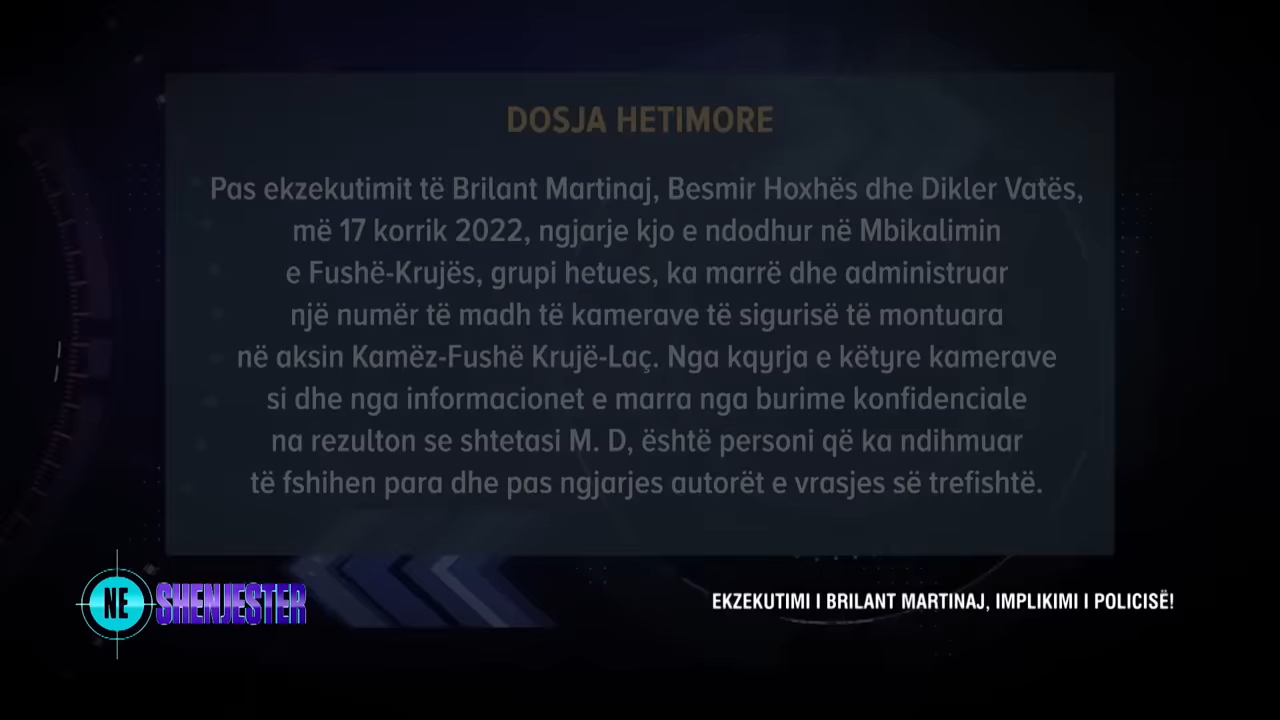 DOSJA HETIMORE
Pas ekzekutimit të Brilant Martinaj, Besmir Hoxhës dhe Dikler Vatës,
më 17 korrik 2022, ngjarje kjo e ndodhur në Mbikalimin
e Fushë-Krujës, grupi hetues, ka marrë dhe administruar
një numër të madh të kamerave të sigurisë të montuara
në aksin Kamëz-Fushë Krujë-Laç. Nga kqyrja e këtyre kamerave
si dhe nga informacionet e marra nga burime konfidenciale
na rezulton se shtetasi M. D, është personi që ka ndihmuar
të fshihen para dhe pas ngjarjes autorët e vrasjes së trefishtë.
NE SHENJESTER
EKZEKUTIMI I BRILANT MARTINAJ, IMPLIKIMI I POLICISË!